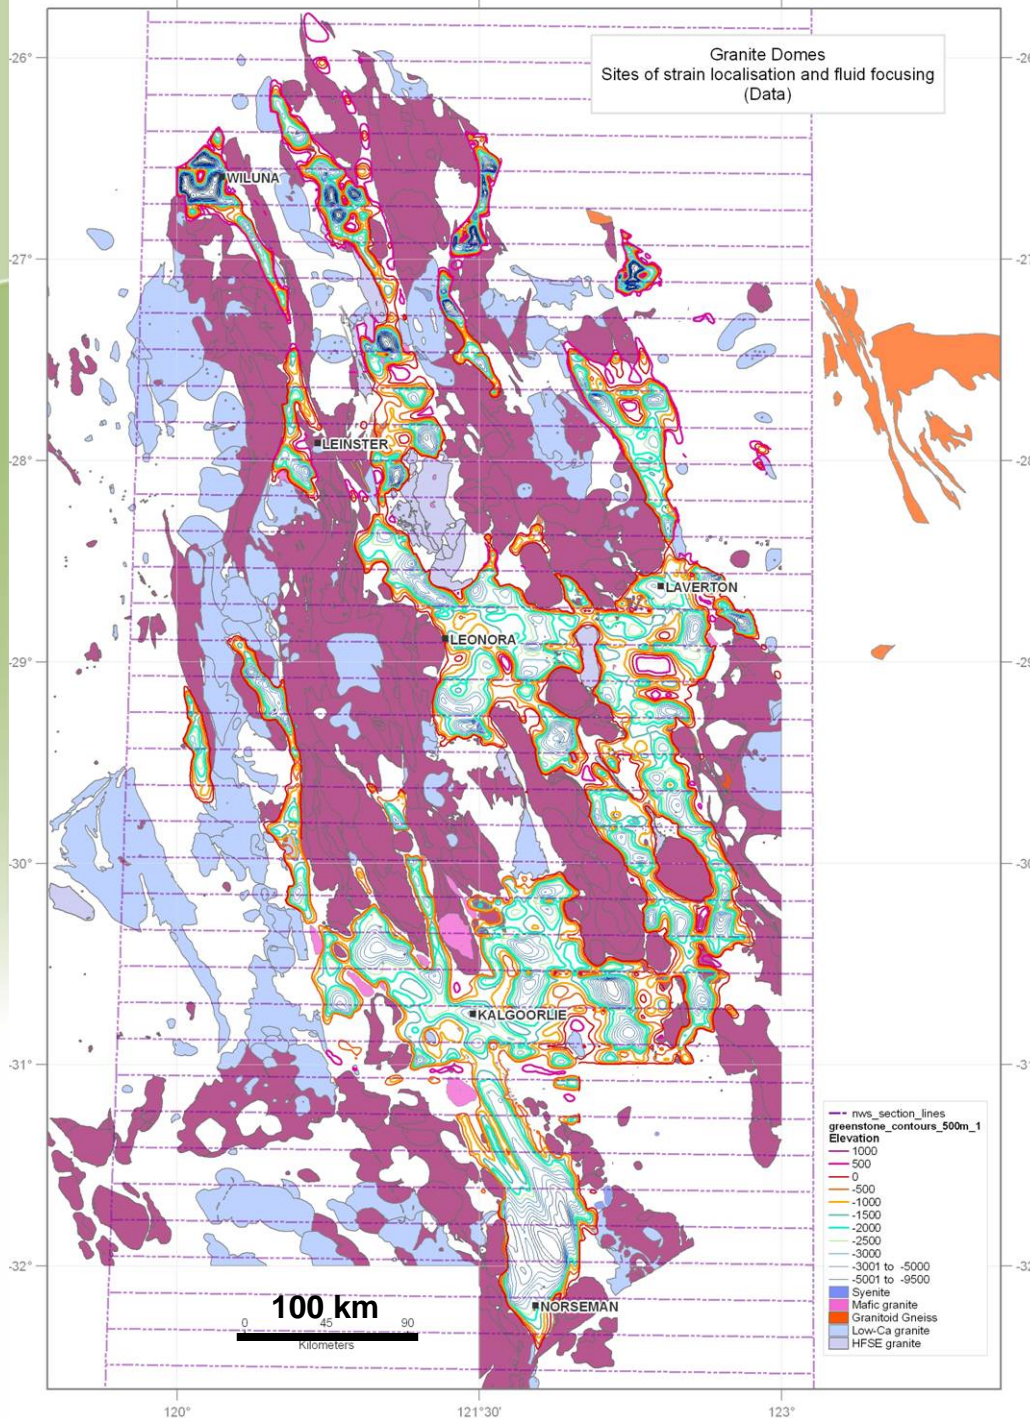 Granite Domes
Sites of strain localisation and fluid focusing
(Data)
-26°
WILUNA
-27°
LEINSTER
-28°
LAVERTON
LEONORA
-29°
-30°
KALGOORLIE
-31°
nws_section_lines
greenstone_contours_500m_1
Elevation
1000
500
0
-500
-1000
-1500
-2000
-2500
-3000
-3001 to -5000
-5001 to -9500
Syenite
Mafic granite
Granitoid Gneiss
Low-Ca granite
HFSE granite
-32°
NORSEMAN
100 km
0 45 90
Kilometers
120° 121°30' 123°